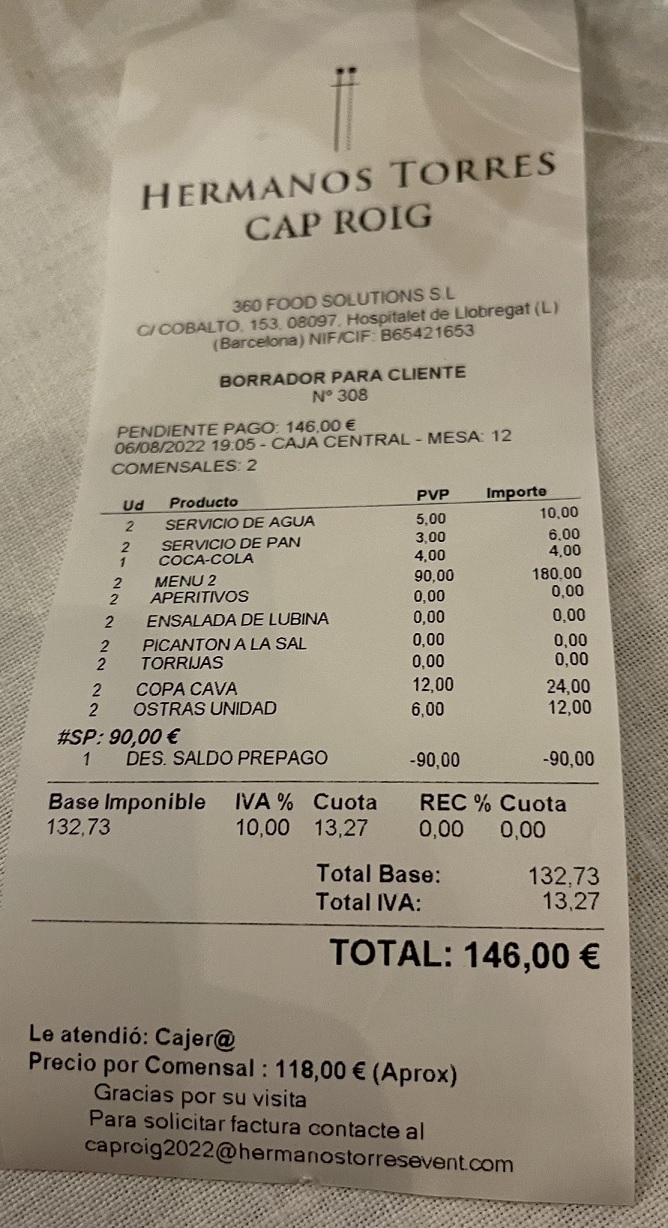 HERMANOS TORRES
CAP ROIG
360 FOOD SOLUTIONS S.L
C/ COBALTO, 153, 08097, Hospitalet de Llobregat (L)
(Barcelona) NIF/CIF: B65421653
BORRADOR PARA CLIENTE
Nº 308
PENDIENTE PAGO: 146,00 €
06/08/2022 19:05 - CAJA CENTRAL - MESA: 12
COMENSALES: 2
Ud Producto PVP Importe
2 SERVICIO DE AGUA 5,00 10,00
2 SERVICIO DE PAN 3,00 6,00
1 COCA-COLA 4,00 4,00
2 MENU 2 90,00 180,00
2 APERITIVOS 0,00 0,00
2 ENSALADA DE LUBINA 0,00 0,00
2 PICANTON A LA SAL 0,00 0,00
2 TORRIJAS 0,00 0,00
2 COPA CAVA 12,00 24,00
2 OSTRAS UNIDAD 6,00 12,00
#SP: 90,00 €
1 DES. SALDO PREPAGO -90,00 -90,00
Base Imponible IVA % Cuota REC % Cuota
132,73 10,00 13,27 0,00 0,00
Total Base: 132,73
Total IVA: 13,27
TOTAL: 146,00 €
Le atendió: Cajer@
Precio por Comensal : 118,00 € (Aprox)
Gracias por su visita
Para solicitar factura contacte al
caproig2022@hermanostorresevent.com